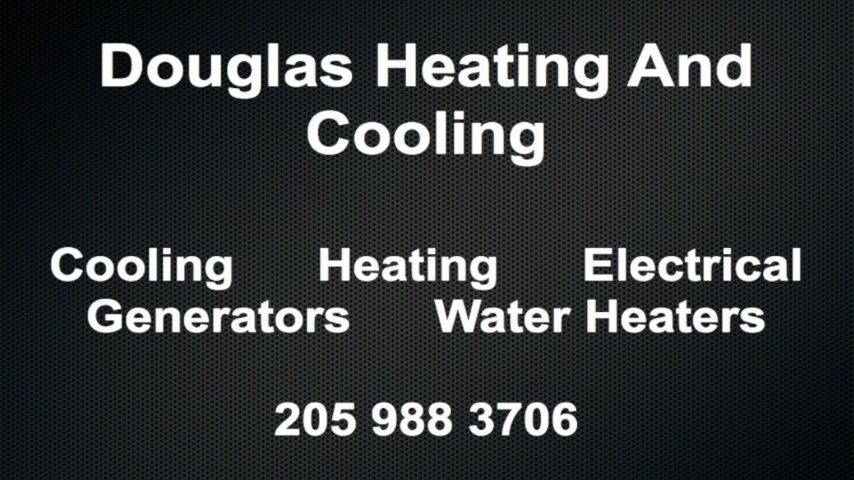 Douglas Heating And
Cooling
Cooling Heating Electrical
Generators Water Heaters
205 988 3706